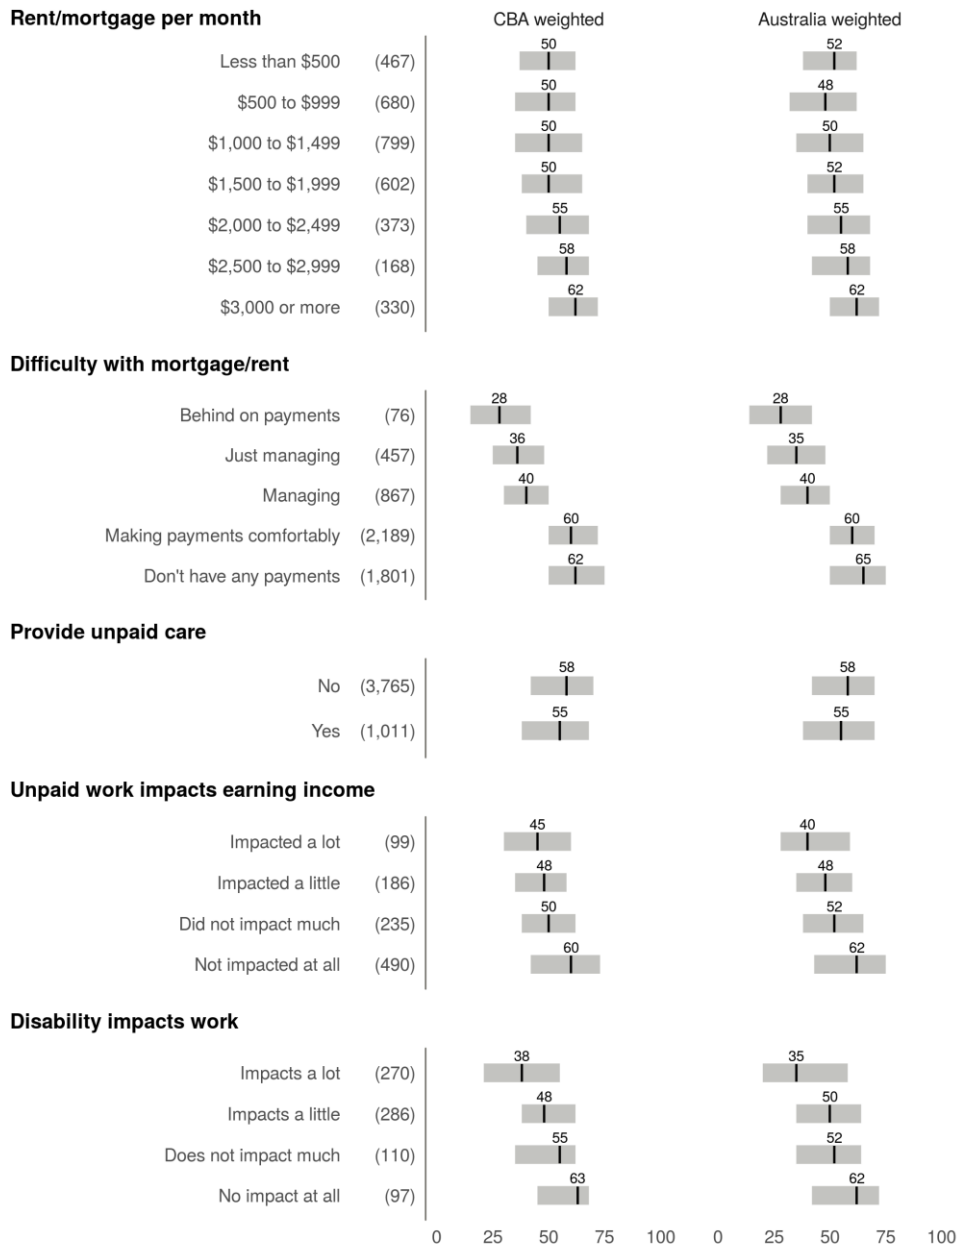 Rent/mortgage per month CBA weighted Australia weighted
50 52
Less than $500 (467)
50 48
$500 to $999 (680)
50 50
$1,000 to $1,499 (799)
50 52
$1,500 to $1,999 (602)
55 55
$2,000 to $2,499 (373)
58 58
$2,500 to $2,999 (168)
62 62
$3,000 or more (330)
Difficulty with mortgage/rent
28 28
Behind on payments (76)
36 35
Just managing (457)
40 40
Managing (867)
60 60
Making payments comfortably (2,189)
62 65
Don't have any payments (1,801)
Provide unpaid care
58 58
No (3,765)
55 55
Yes (1,011)
Unpaid work impacts earning income
45 40
Impacted a lot (99)
48 48
Impacted a little (186)
50 52
Did not impact much (235)
60 62
Not impacted at all (490)
Disability impacts work
38 35
Impacts a lot (270)
48 50
Impacts a little (286)
55 52
Does not impact much (110)
63 62
No impact at all (97)
0 25 50 75 100 0 25 50 75 100